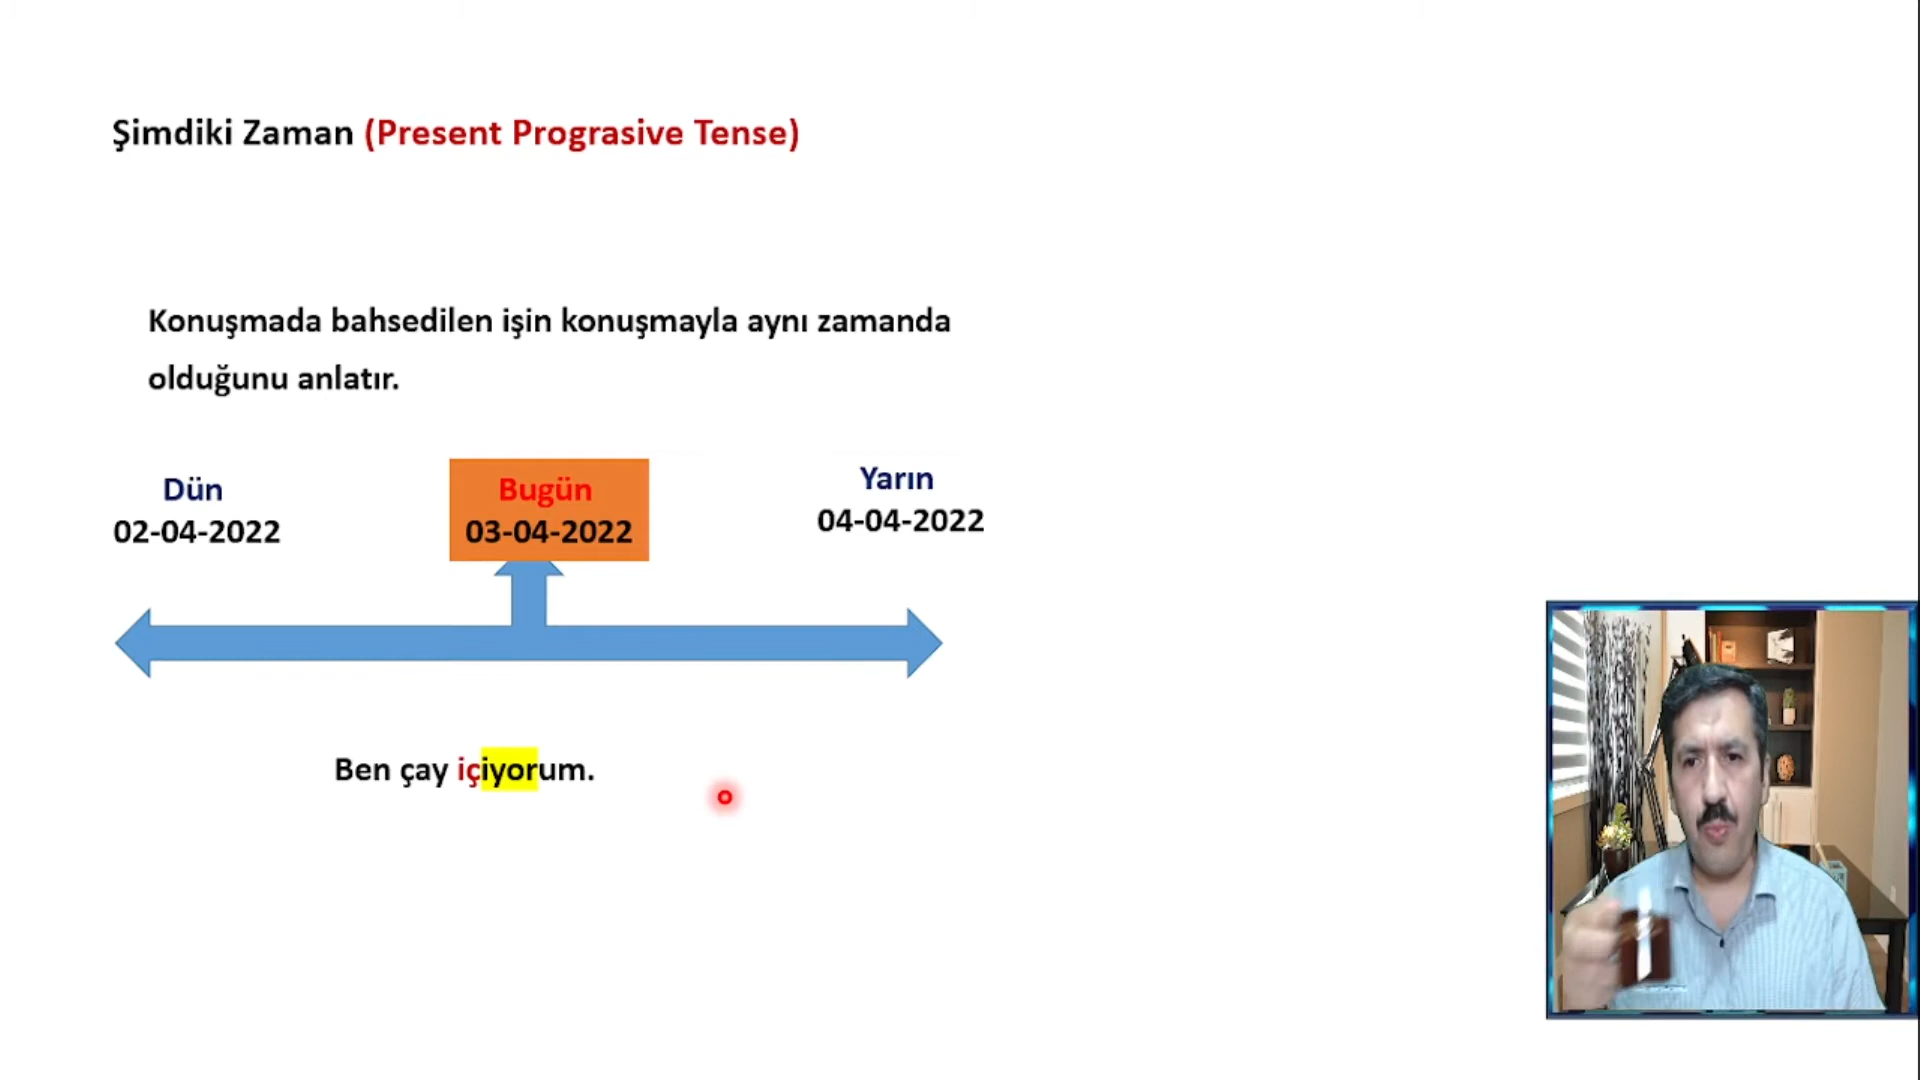 Şimdiki Zaman (Present Prograsive Tense)
Konuşmada bahsedilen işin konuşmayla aynı zamanda
olduğunu anlatır.
Dün
02-04-2022
Bugün
03-04-2022
Yarın
04-04-2022
Ben çay içiyorum.